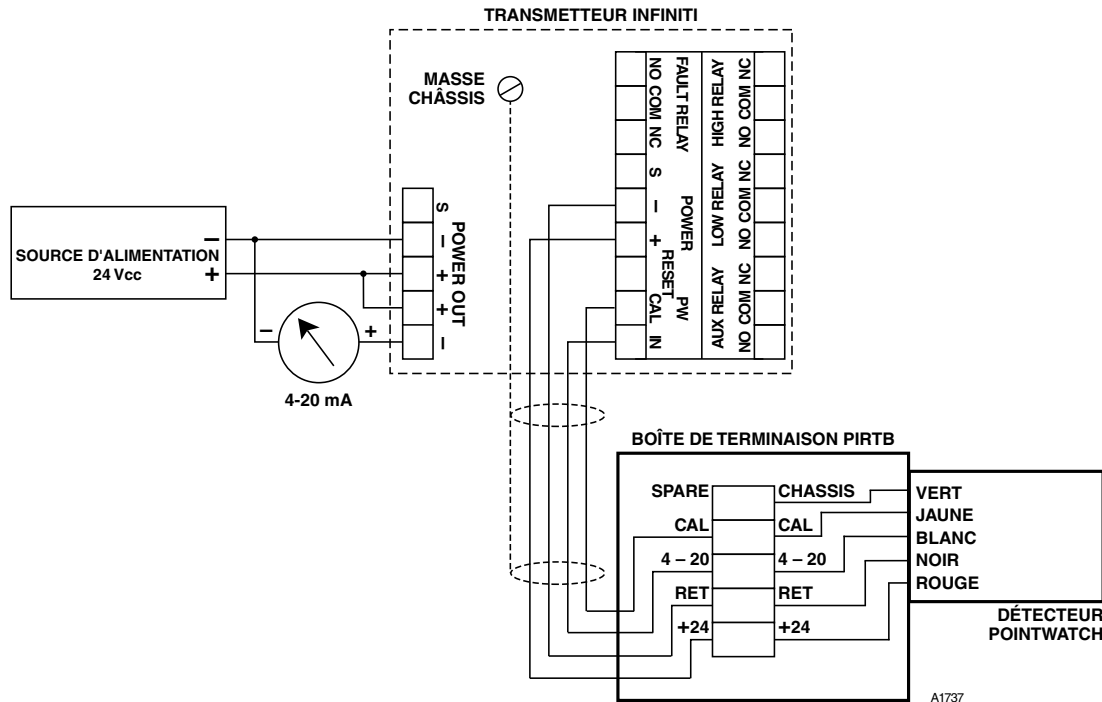 TRANSMETTEUR INFINITI
MASSE
CHÂSSIS
SOURCE D'ALIMENTATION
24 Vcc
–
+
–
+
4-20 mA
S
–
+
+
–
POWER OUT
NO COM NC
FAULT RELAY
S
–
+
POWER
RESET
CAL
PW
IN
HIGH RELAY
NO COM NC
LOW RELAY
NO COM NC
AUX RELAY
NO COM NC
BOÎTE DE TERMINAISON PIRTB
SPARE
CHASSIS
CAL
CAL
4 – 20
4 – 20
RET
RET
+24
+24
VERT
JAUNE
BLANC
NOIR
ROUGE
DÉTECTEUR
POINTWATCH
A1737